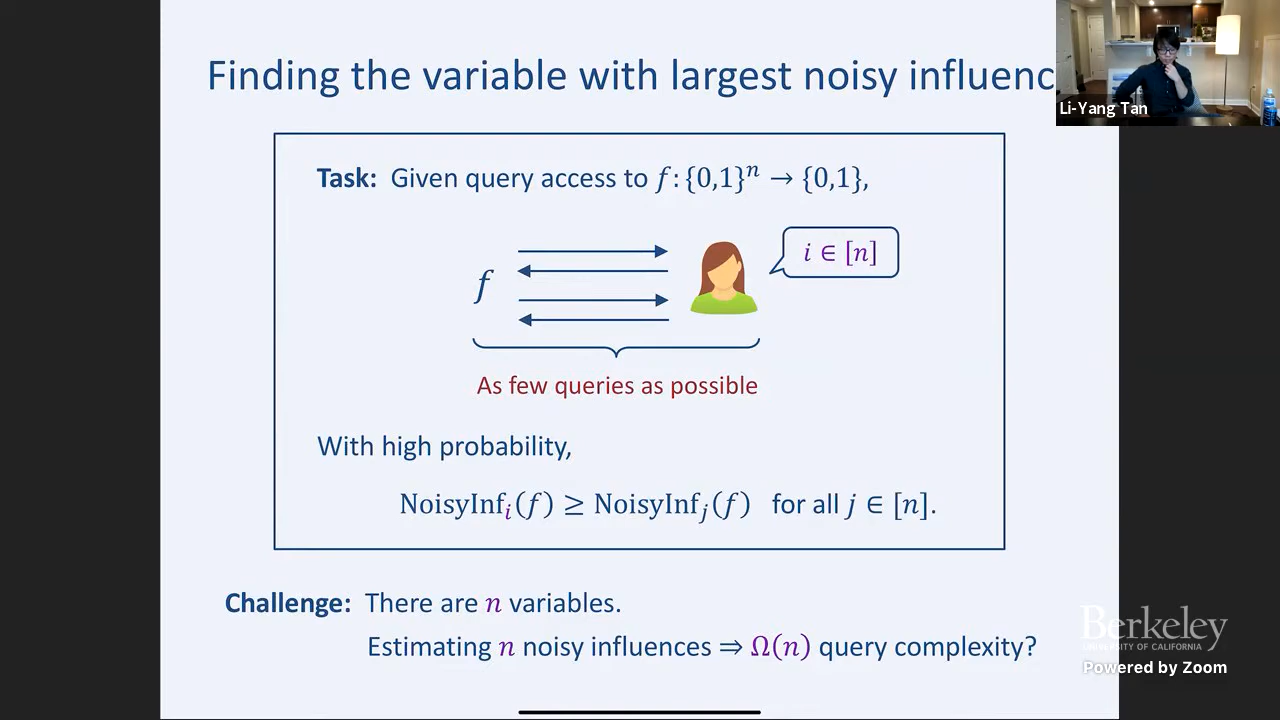 Finding the variable with largest noisy influenc
Li-Yang Tan
Task: Given query access to f: {0,1}ⁿ → {0,1},
i ∈ [n]
f
As few queries as possible
With high probability,
NoisyInfᵢ(f) ≥ NoisyInfⱼ(f) for all j ∈ [n].
Challenge: There are n variables.
Estimating n noisy influences ⇒ Ω(n) query complexity?
Berkeley
UNIVERSITY OF CALIFORNIA
Powered by Zoom